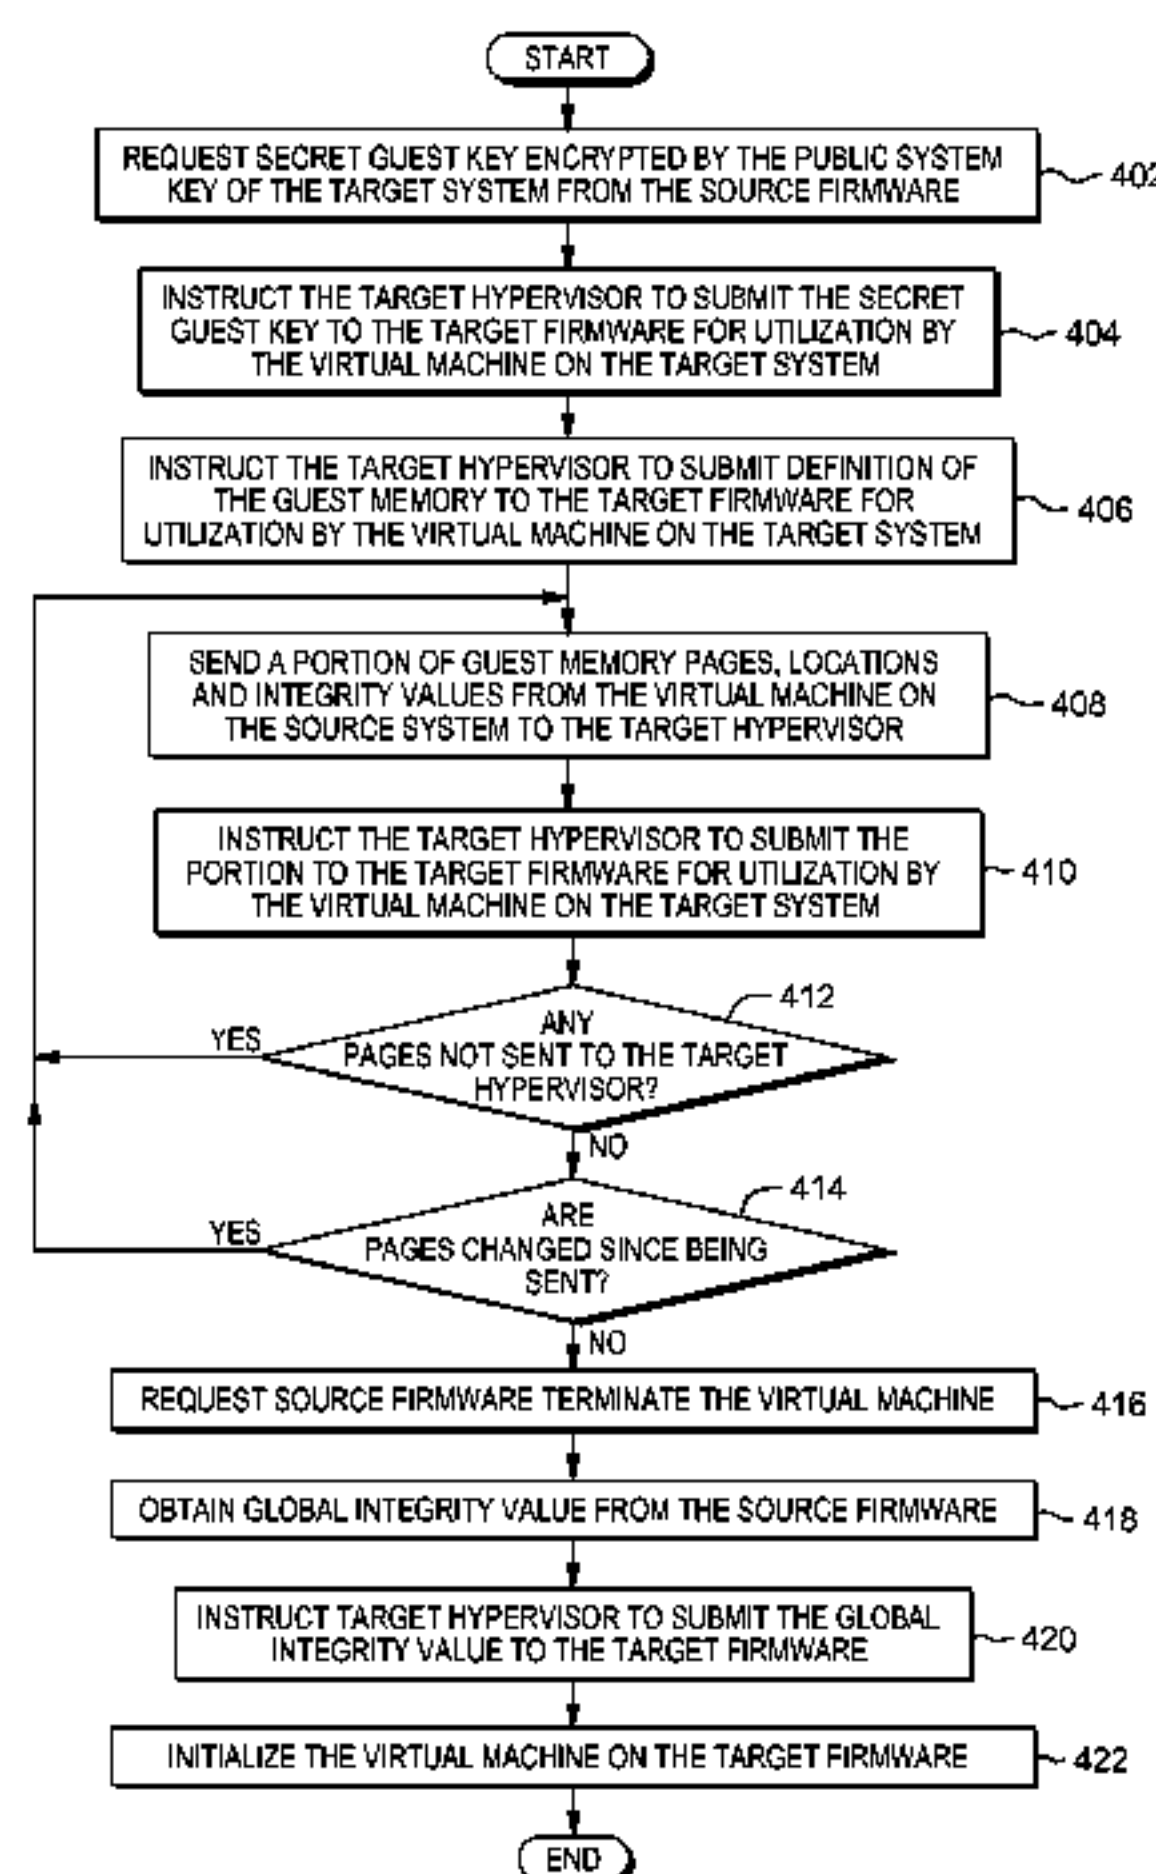 START
REQUEST SECRET GUEST KEY ENCRYPTED BY THE PUBLIC SYSTEM
KEY OF THE TARGET SYSTEM FROM THE SOURCE FIRMWARE
402
INSTRUCT THE TARGET HYPERVISOR TO SUBMIT THE SECRET
GUEST KEY TO THE TARGET FIRMWARE FOR UTILIZATION BY
THE VIRTUAL MACHINE ON THE TARGET SYSTEM
404
INSTRUCT THE TARGET HYPERVISOR TO SUBMIT DEFINITION OF
THE GUEST MEMORY TO THE TARGET FIRMWARE FOR
UTILIZATION BY THE VIRTUAL MACHINE ON THE TARGET SYSTEM
406
SEND A PORTION OF GUEST MEMORY PAGES, LOCATIONS
AND INTEGRITY VALUES FROM THE VIRTUAL MACHINE ON
THE SOURCE SYSTEM TO THE TARGET HYPERVISOR
408
INSTRUCT THE TARGET HYPERVISOR TO SUBMIT THE
PORTION TO THE TARGET FIRMWARE FOR UTILIZATION BY
THE VIRTUAL MACHINE ON THE TARGET SYSTEM
410
412
ANY
PAGES NOT SENT TO THE TARGET
HYPERVISOR?
YES
NO
414
ARE
PAGES CHANGED SINCE BEING
SENT?
YES
NO
REQUEST SOURCE FIRMWARE TERMINATE THE VIRTUAL MACHINE
416
OBTAIN GLOBAL INTEGRITY VALUE FROM THE SOURCE FIRMWARE
418
INSTRUCT TARGET HYPERVISOR TO SUBMIT THE GLOBAL
INTEGRITY VALUE TO THE TARGET FIRMWARE
420
INITIALIZE THE VIRTUAL MACHINE ON THE TARGET FIRMWARE
422
END